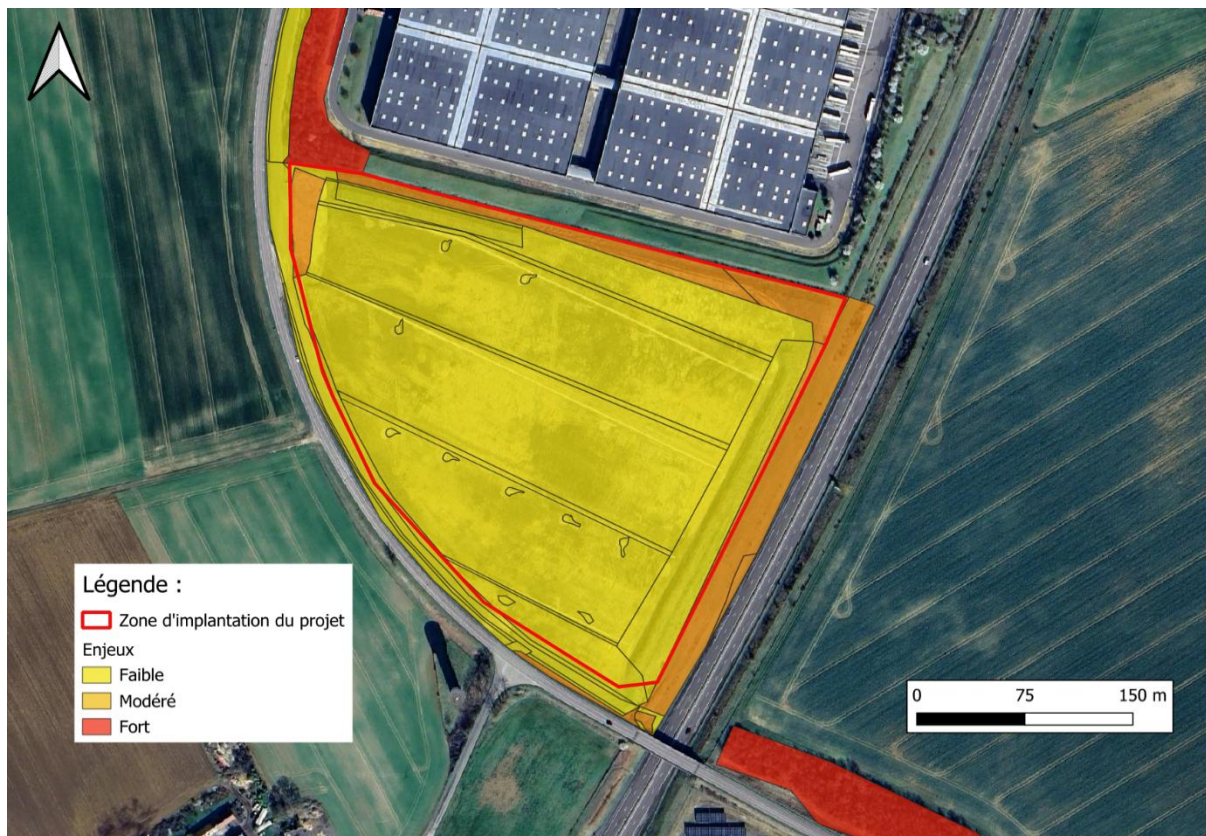 Légende :
Zone d'implantation du projet
Enjeux
Faible
Modéré
Fort
0 75 150 m